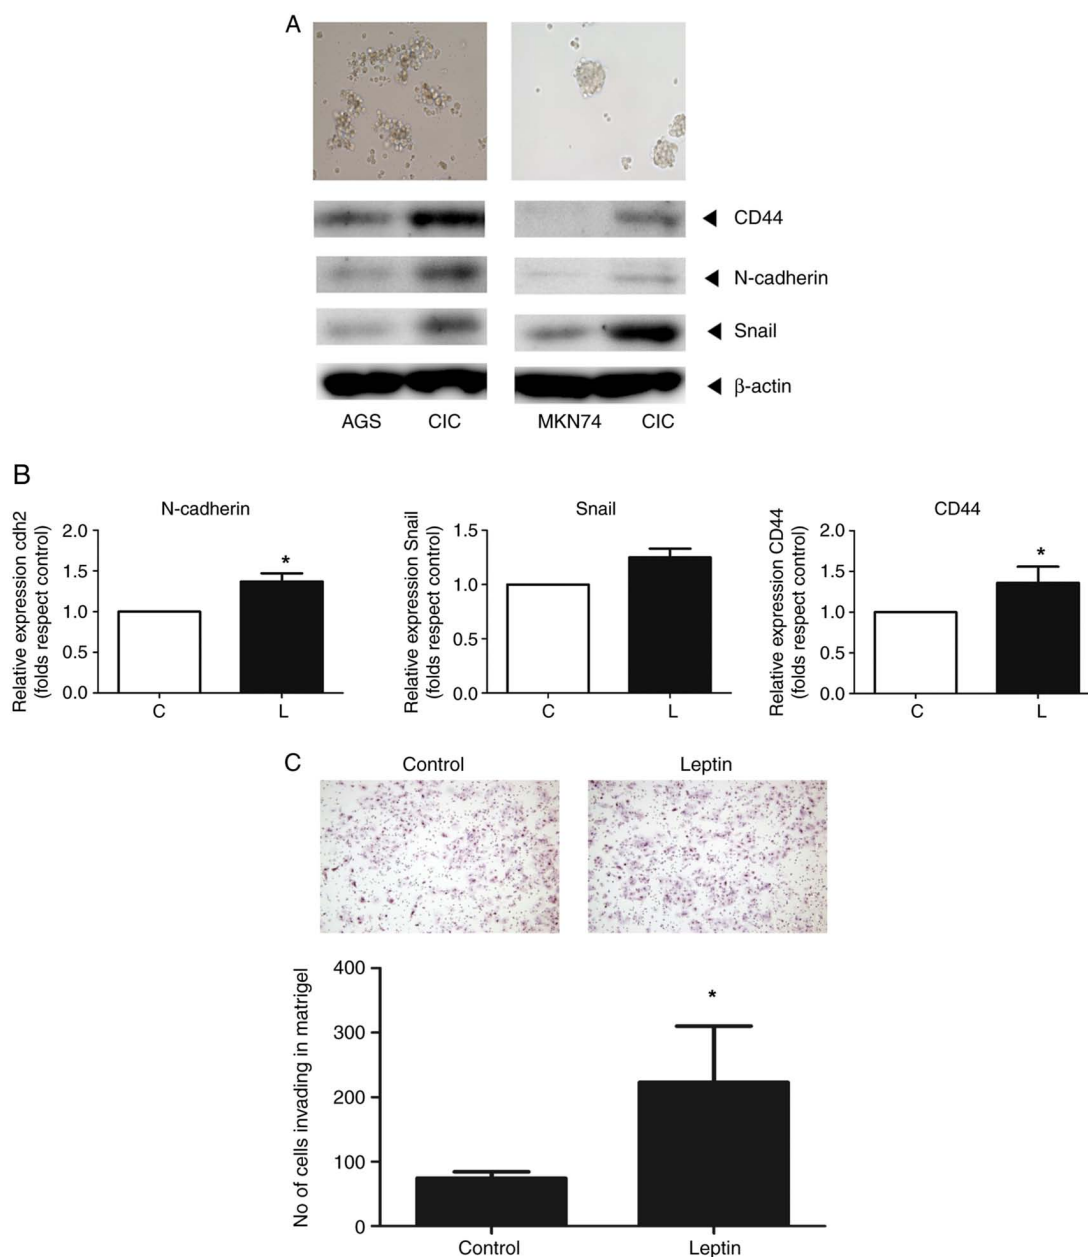 A
CD44
N-cadherin
Snail
β-actin
AGS CIC MKN74 CIC
B
N-cadherin
Relative expression cdh2
(folds respect control)
2.0
1.5
*
1.0
0.5
0.0
C L
Snail
Relative expression Snail
(folds respect control)
1.5
1.0
0.5
0.0
C L
CD44
Relative expression CD44
(folds respect control)
2.0
1.5
*
1.0
0.5
0.0
C L
C
Control Leptin
No of cells invading in matrigel
400
*
300
200
100
0
Control Leptin